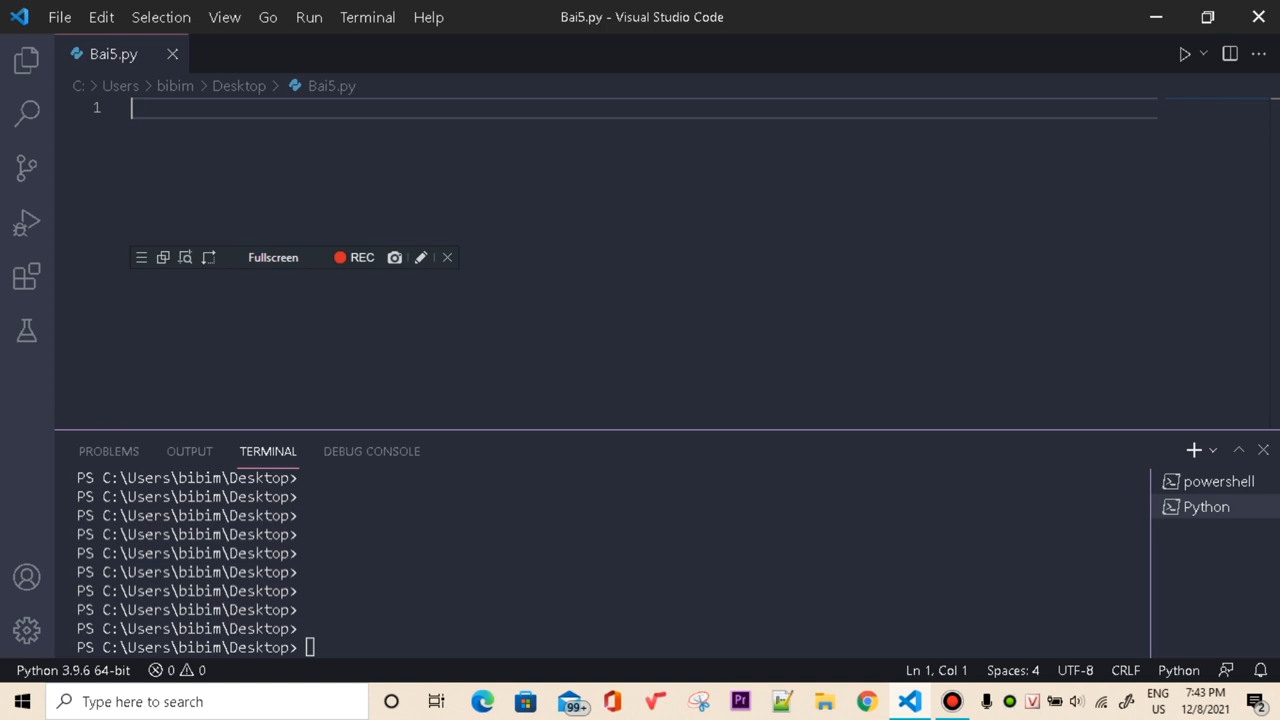 File Edit Selection View Go Run Terminal Help Bai5.py - Visual Studio Code
Bai5.py
C: > Users > bibim > Desktop > Bai5.py
1
Fullscreen REC
PROBLEMS OUTPUT TERMINAL DEBUG CONSOLE
PS C:\Users\bibim\Desktop>
PS C:\Users\bibim\Desktop>
PS C:\Users\bibim\Desktop>
PS C:\Users\bibim\Desktop>
PS C:\Users\bibim\Desktop>
PS C:\Users\bibim\Desktop>
PS C:\Users\bibim\Desktop>
PS C:\Users\bibim\Desktop>
PS C:\Users\bibim\Desktop>
PS C:\Users\bibim\Desktop>
powershell
Python
Python 3.9.6 64-bit 0 0 Ln 1, Col 1 Spaces: 4 UTF-8 CRLF Python
Type here to search
99+
Pr
V
ENG
US
7:43 PM
12/8/2021
2